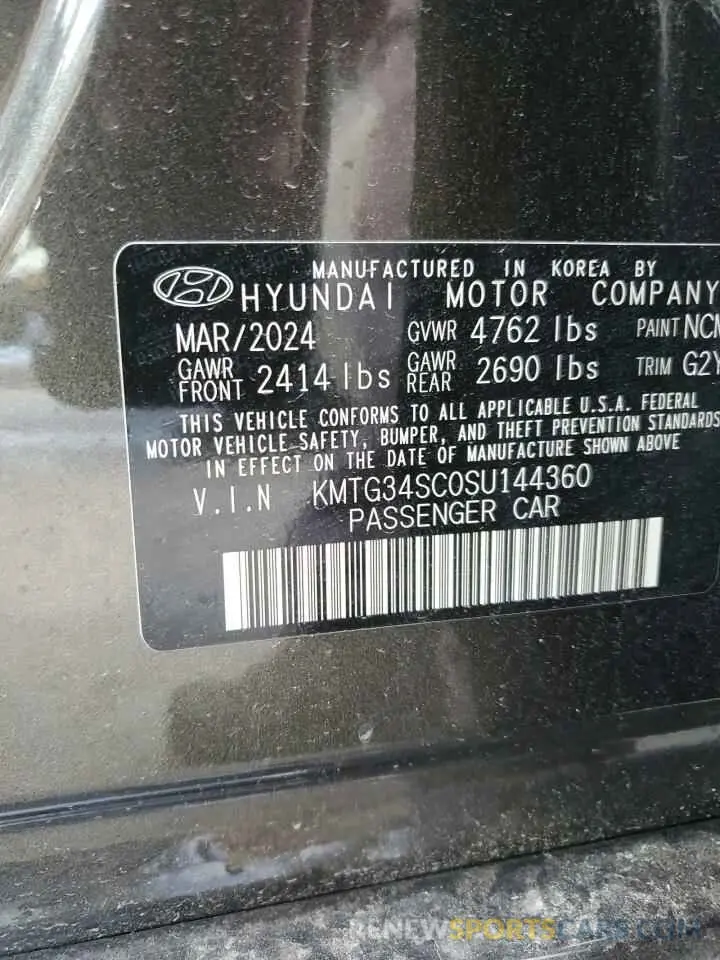 MANUFACTURED IN KOREA BY
HYUNDAI MOTOR COMPANY
MAR/2024 GVWR 4762 lbs PAINT NCM
GAWR FRONT 2414 lbs GAWR REAR 2690 lbs TRIM G2Y
THIS VEHICLE CONFORMS TO ALL APPLICABLE U.S.A. FEDERAL
MOTOR VEHICLE SAFETY, BUMPER, AND THEFT PREVENTION STANDARDS
IN EFFECT ON THE DATE OF MANUFACTURE SHOWN ABOVE
V.I.N KMTG34SC0SU144360
PASSENGER CAR
RENEWSPORTSCARS.COM